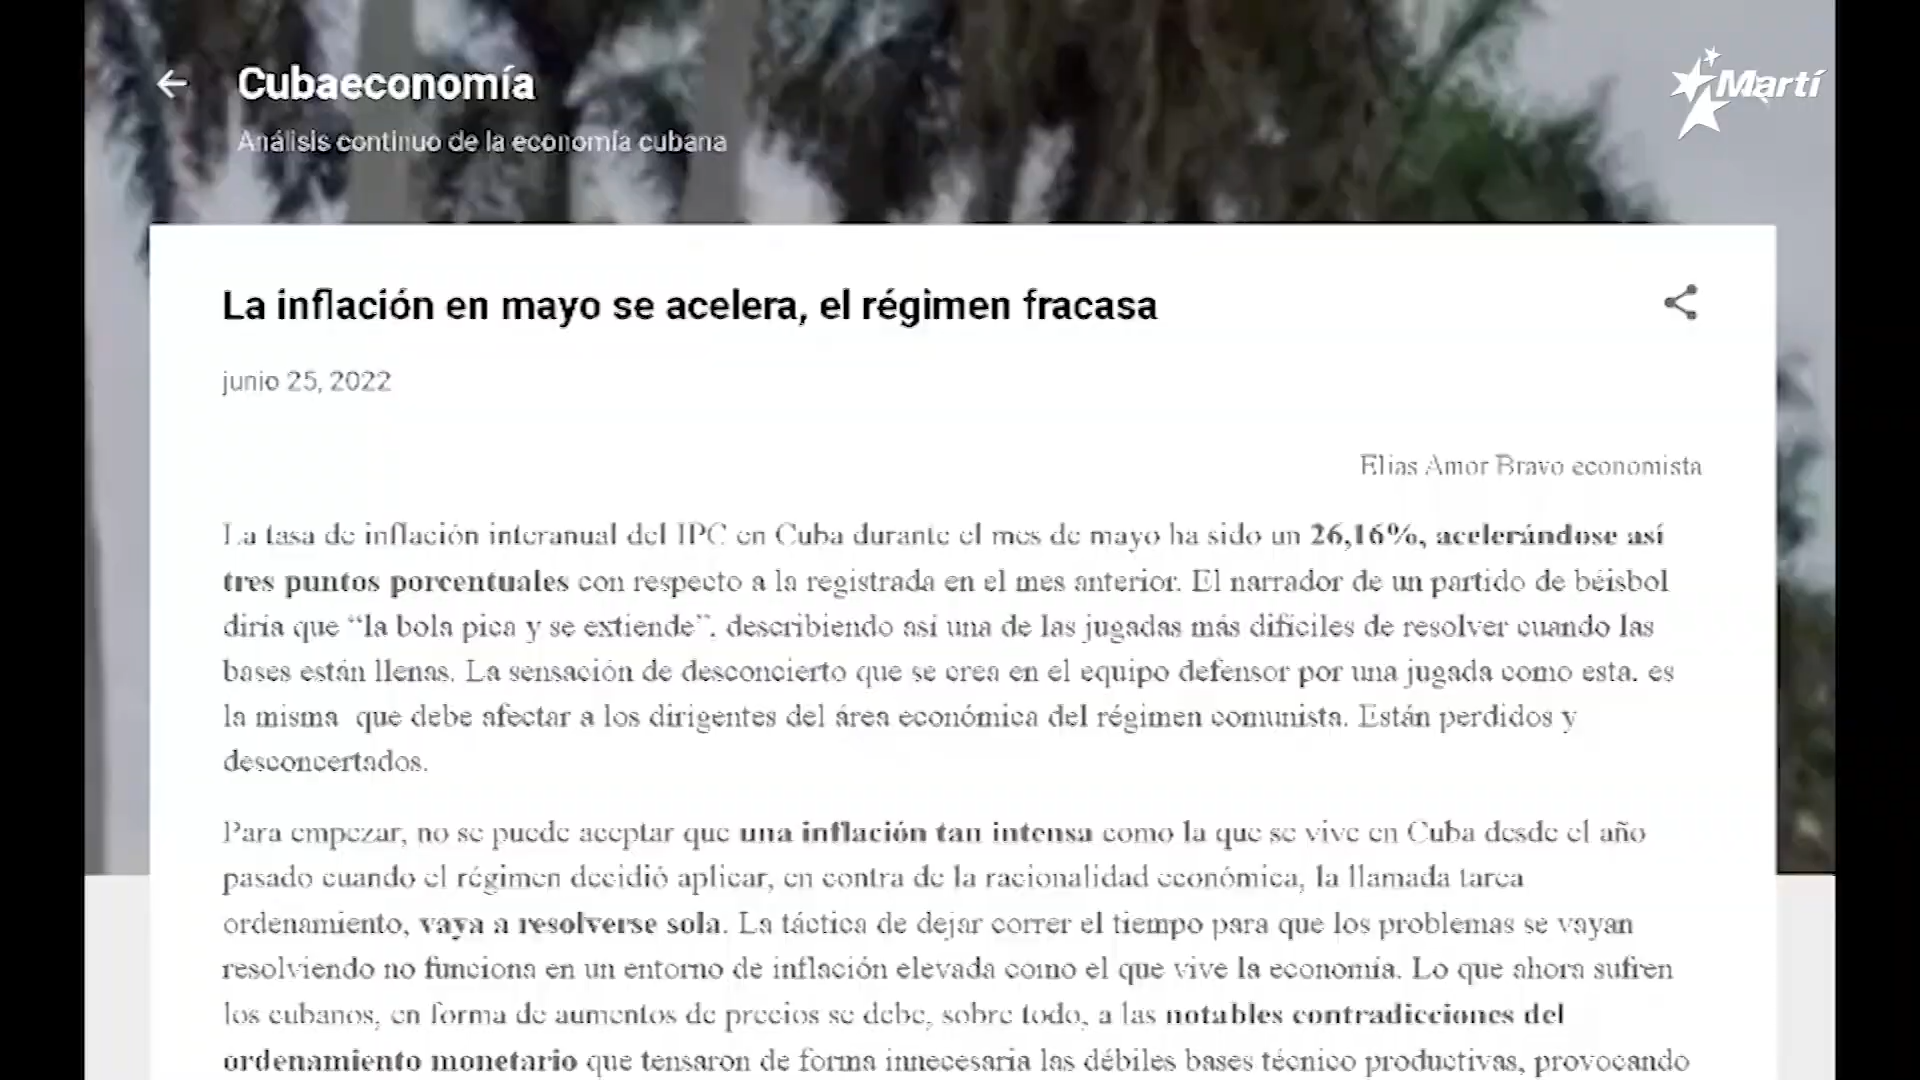 Cubaeconomía
Martí
Análisis continuo de la economía cubana
La inflación en mayo se acelera, el régimen fracasa
junio 25, 2022
Elías Amor Bravo economista
La tasa de inflación interanual del IPC en Cuba durante el mes de mayo ha sido un 26,16%, acelerándose así
tres puntos porcentuales con respecto a la registrada en el mes anterior. El narrador de un partido de béisbol
diría que “la bola pica y se extiende”, describiendo así una de las jugadas más difíciles de resolver cuando las
bases están llenas. La sensación de desconcierto que se crea en el equipo defensor por una jugada como esta, es
la misma que debe afectar a los dirigentes del área económica del régimen comunista. Están perdidos y
desconcertados.
Para empezar, no se puede aceptar que una inflación tan intensa como la que se vive en Cuba desde el año
pasado cuando el régimen decidió aplicar, en contra de la racionalidad económica, la llamada tarea
ordenamiento, vaya a resolverse sola. La táctica de dejar correr el tiempo para que los problemas se vayan
resolviendo no funciona en un entorno de inflación elevada como el que vive la economía. Lo que ahora sufren
los cubanos, en forma de aumentos de precios se debe, sobre todo, a las notables contradicciones del
ordenamiento monetario que tensaron de forma innecesaria las débiles bases técnico productivas, provocando